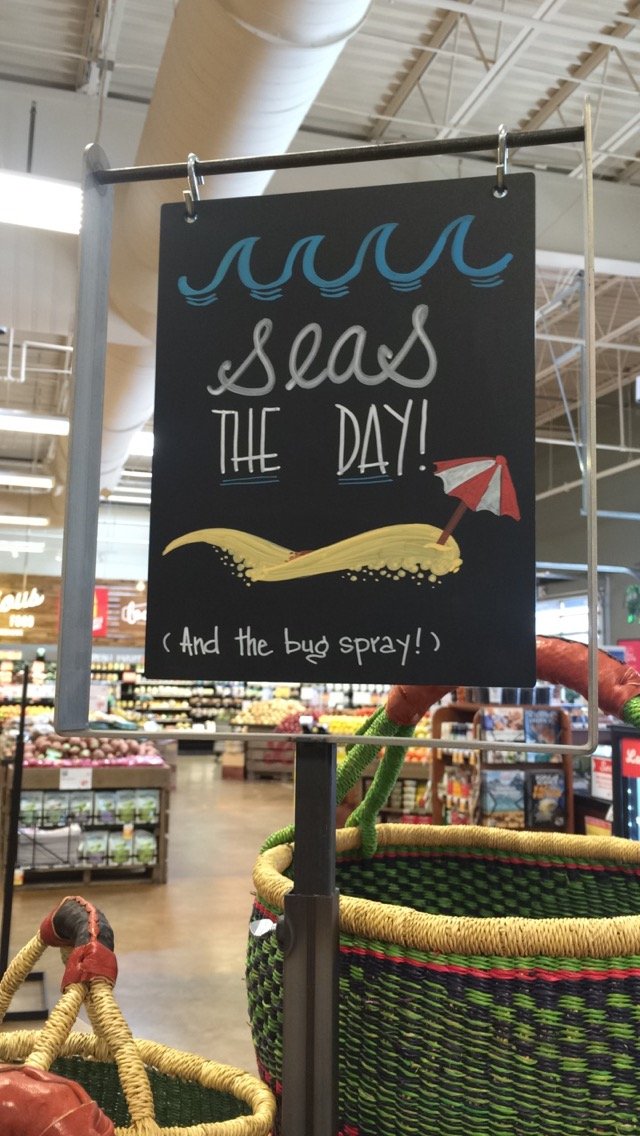 seas
THE DAY!
(And the bug spray!)